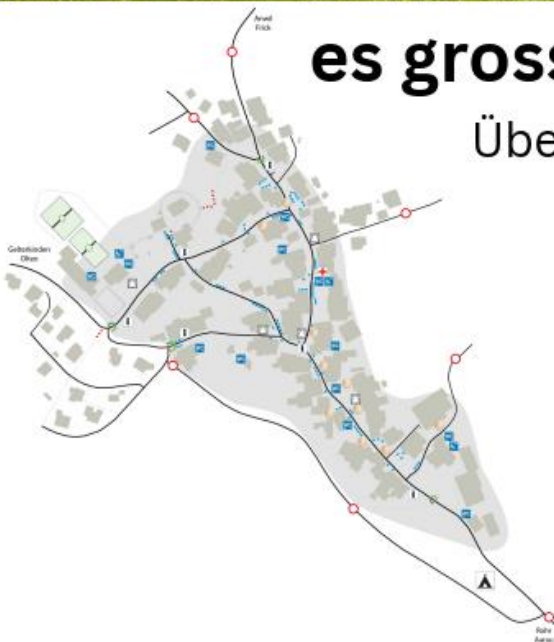 Anwil
Frick
es gross
Übe
Gelterkinden
Olten
i
i
i
i
i